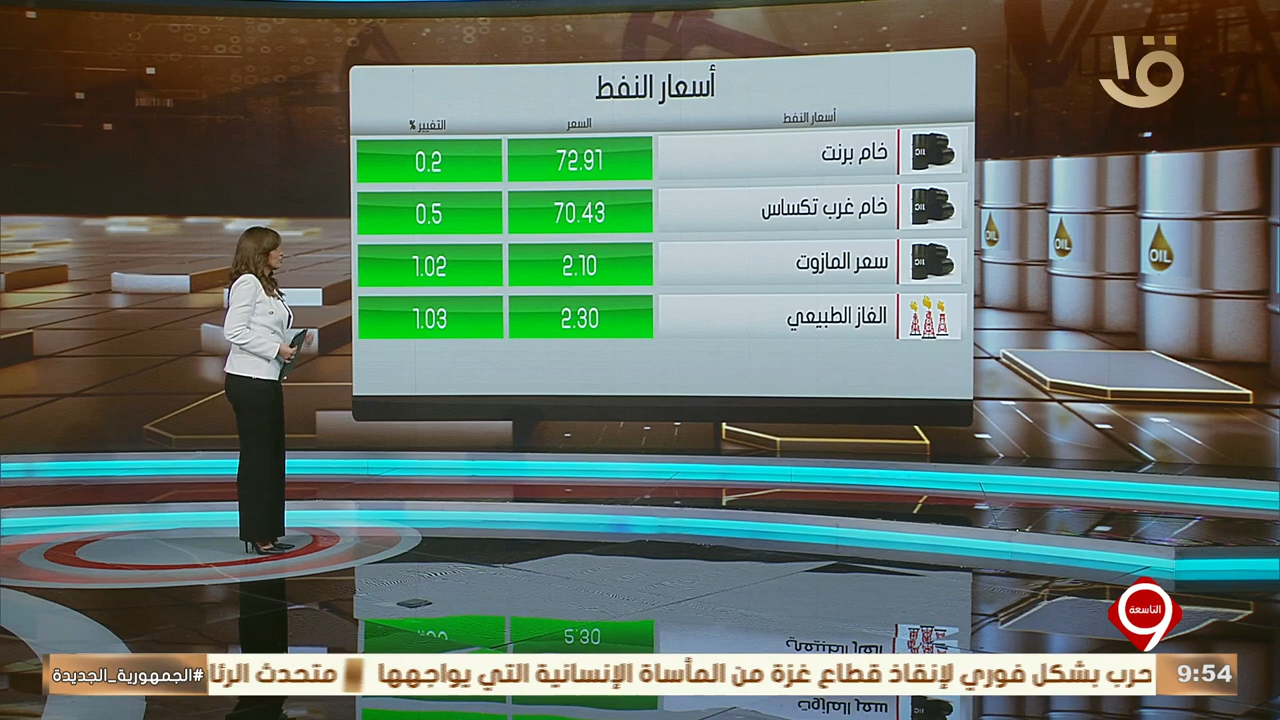 أسعار النفط
أسعار النفط السعر التغيير %
خام برنت 72.91 0.2
خام غرب تكساس 70.43 0.5
سعر المازوت 2.10 1.02
الغاز الطبيعي 2.30 1.03
OIL
OIL
OIL
التاسعة
9
9:54 حرب بشكل فوري لإنقاذ قطاع غزة من المأساة الإنسانية التي يواجهها متحدث الرئا
#الجمهورية_الجديدة